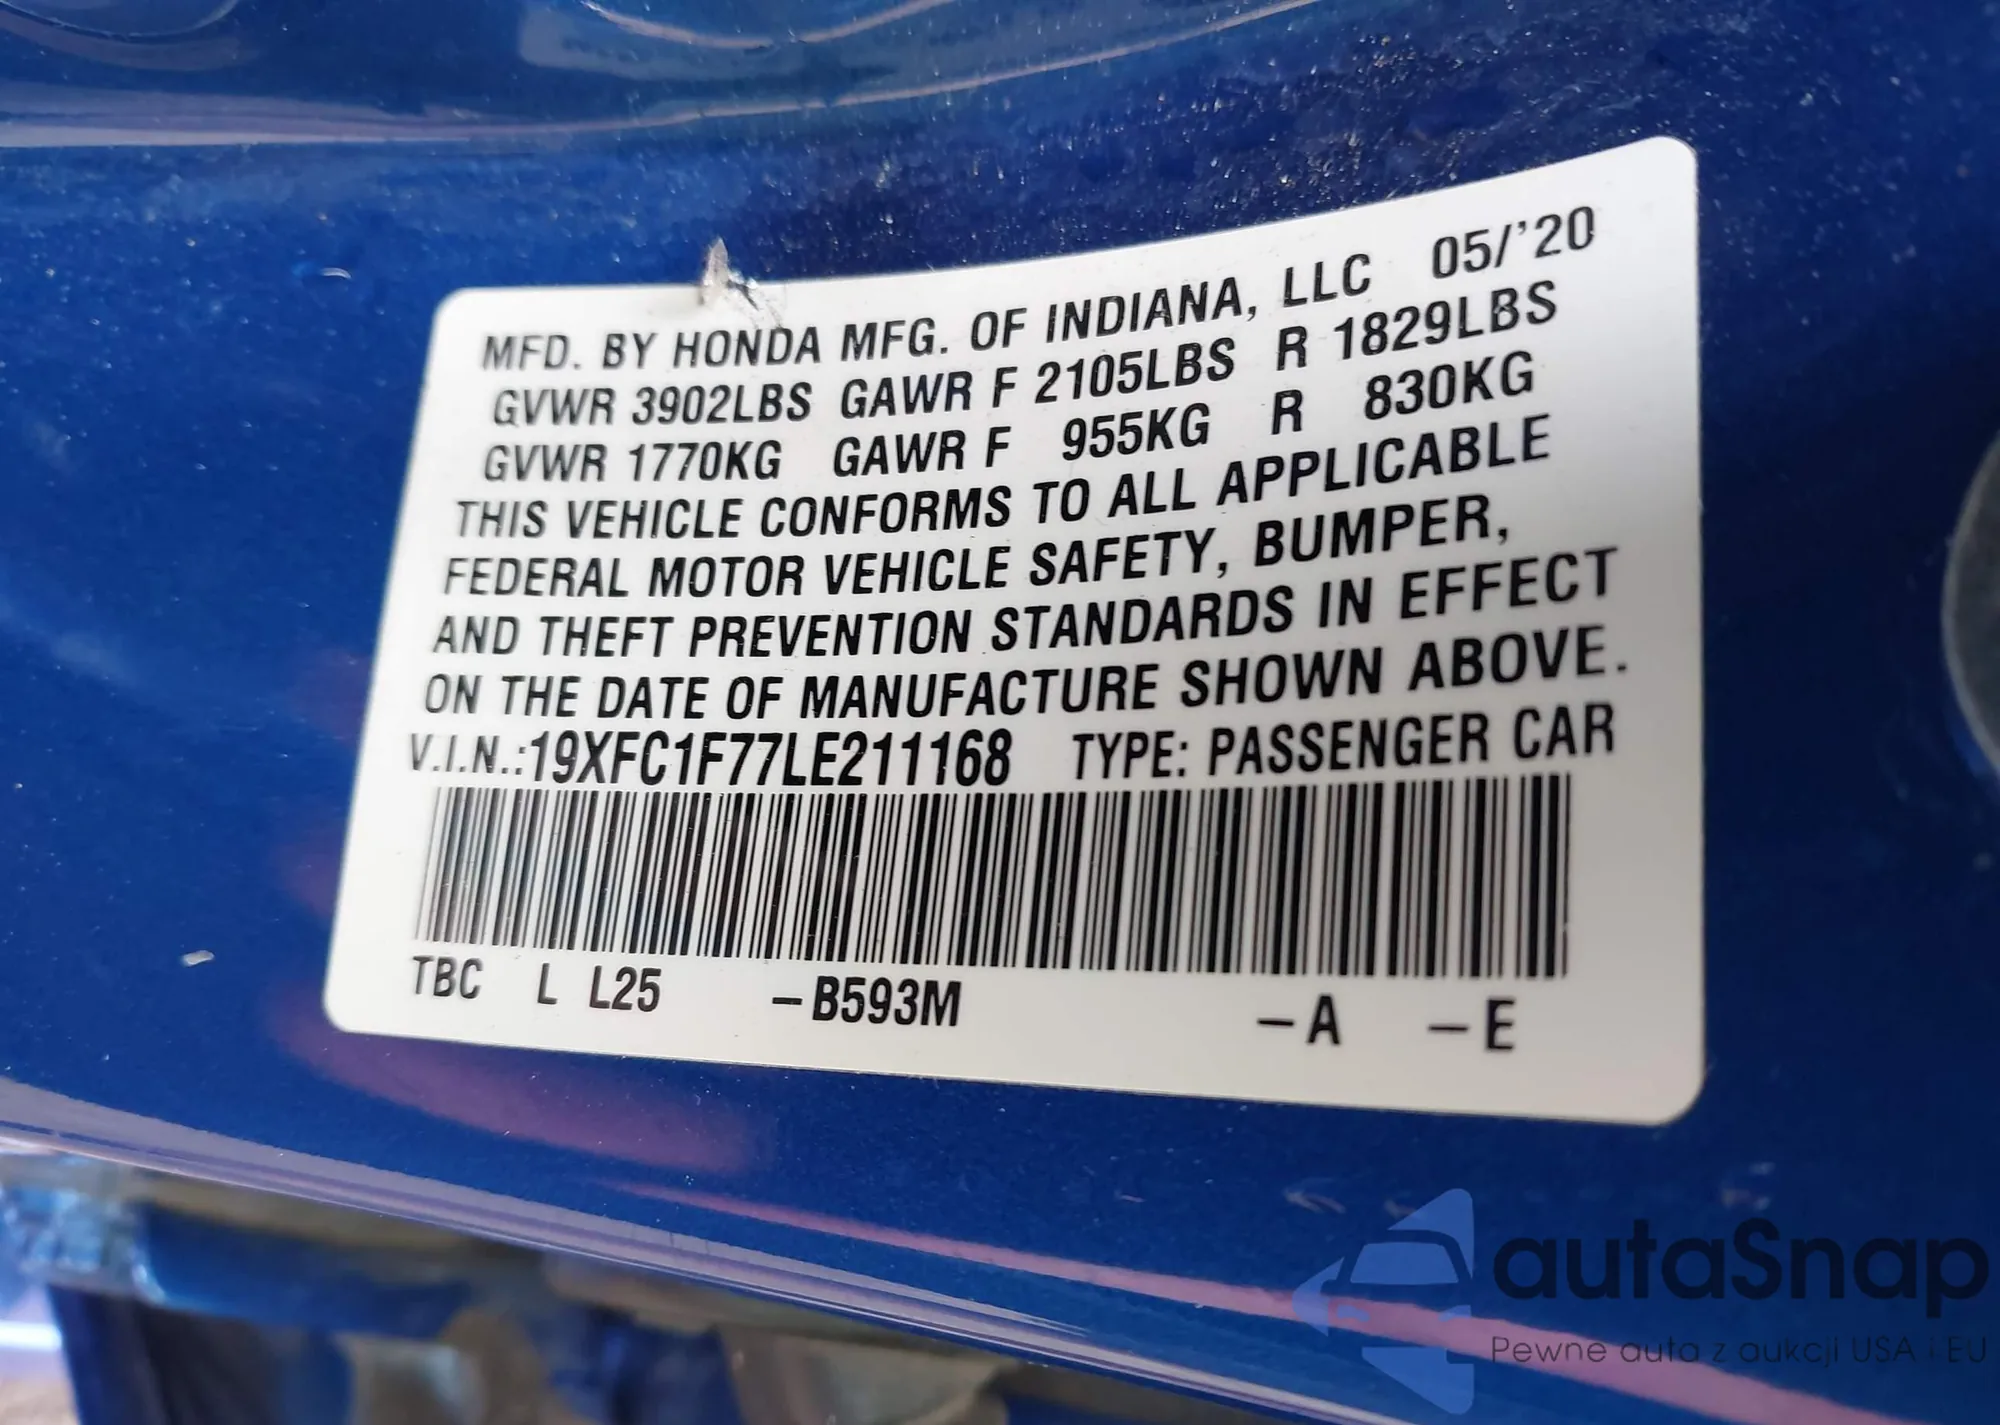 MFD. BY HONDA MFG. OF INDIANA, LLC 05/'20
GVWR 3902LBS GAWR F 2105LBS R 1829LBS
GVWR 1770KG GAWR F 955KG R 830KG
THIS VEHICLE CONFORMS TO ALL APPLICABLE
FEDERAL MOTOR VEHICLE SAFETY, BUMPER,
AND THEFT PREVENTION STANDARDS IN EFFECT
ON THE DATE OF MANUFACTURE SHOWN ABOVE.
V.I.N.:19XFC1F77LE211168 TYPE: PASSENGER CAR
TBC L L25 -B593M -A -E
autaSnap
Pewne auta z aukcji USA i EU